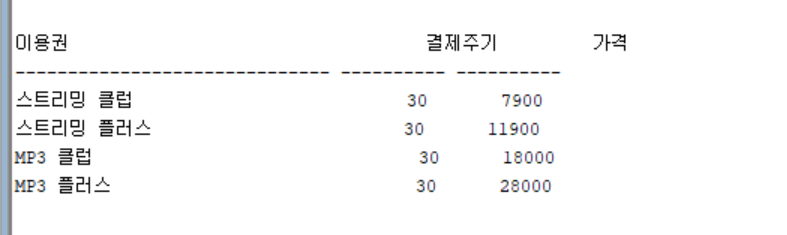 이용권 결제주기 가격
------------------------------ ---------- ----------
스트리밍 클럽 30 7900
스트리밍 플러스 30 11900
MP3 클럽 30 18000
MP3 플러스 30 28000